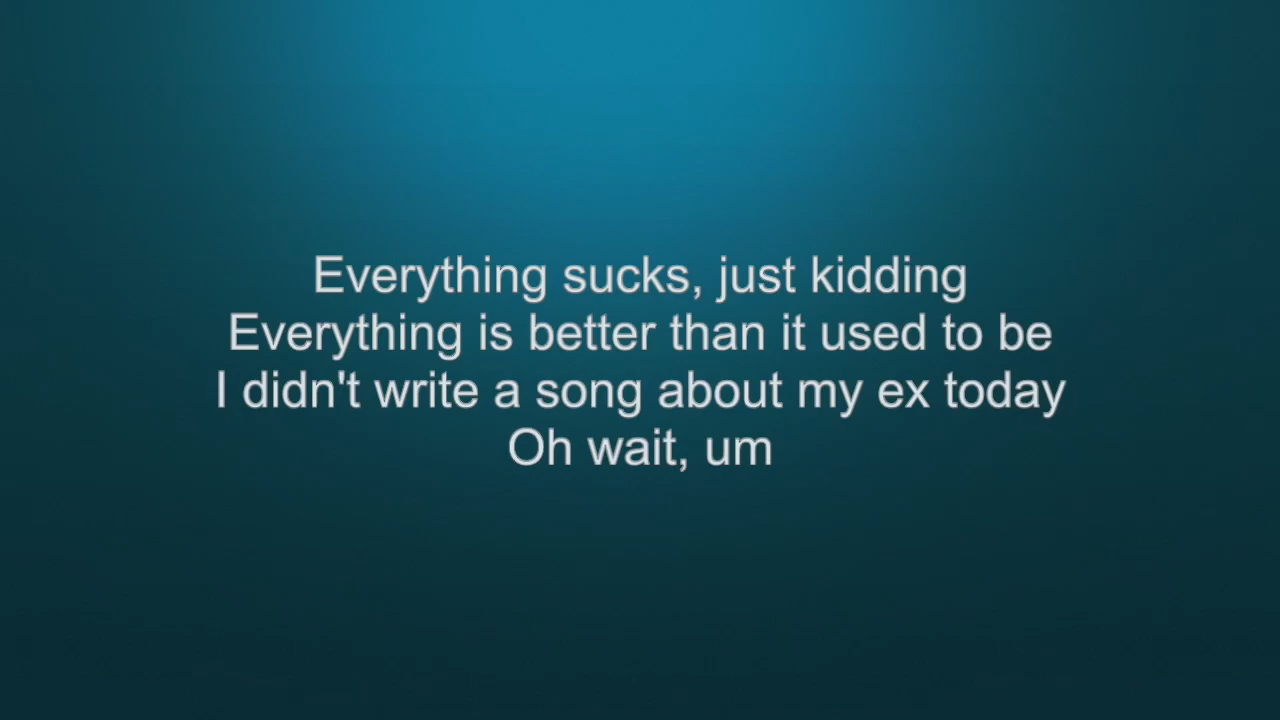 Everything sucks, just kidding
Everything is better than it used to be
I didn't write a song about my ex today
Oh wait, um